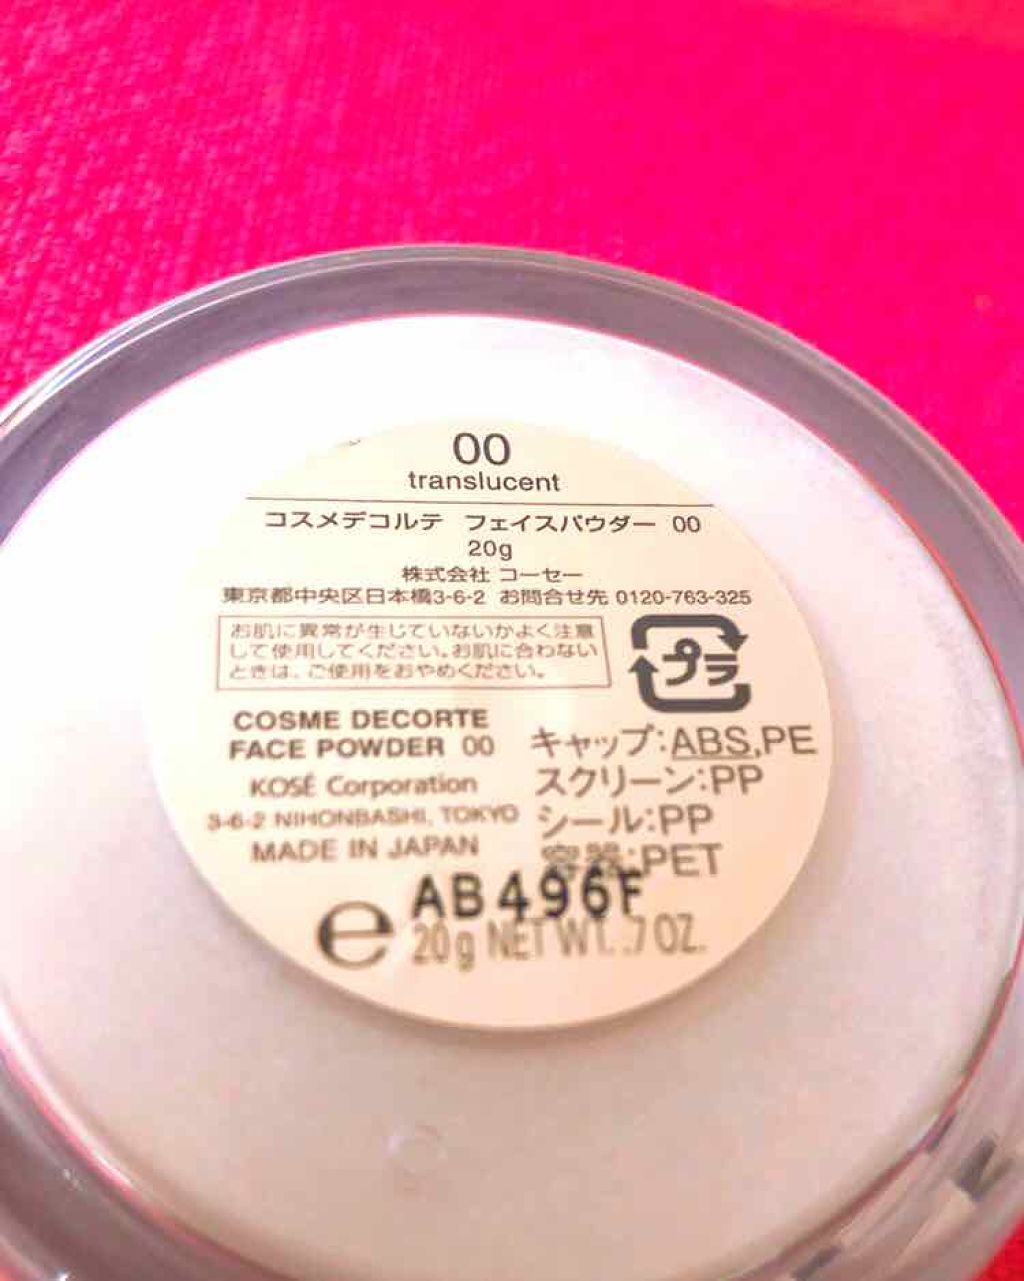 00
translucent
コスメデコルテ フェイスパウダー 00
20g
株式会社 コーセー
東京都中央区日本橋3-6-2 お問合せ先 0120-763-325
お肌に異常が生じていないかよく注意
して使用してください。お肌に合わない
ときは、ご使用をおやめください。
プラ
COSME DECORTE
FACE POWDER 00
KOSÉ Corporation
3-6-2 NIHONBASHI, TOKYO
MADE IN JAPAN
キャップ:ABS,PE
スクリーン:PP
シール:PP
容器:PET
AB496F
e 20g NET WT. .7 OZ.